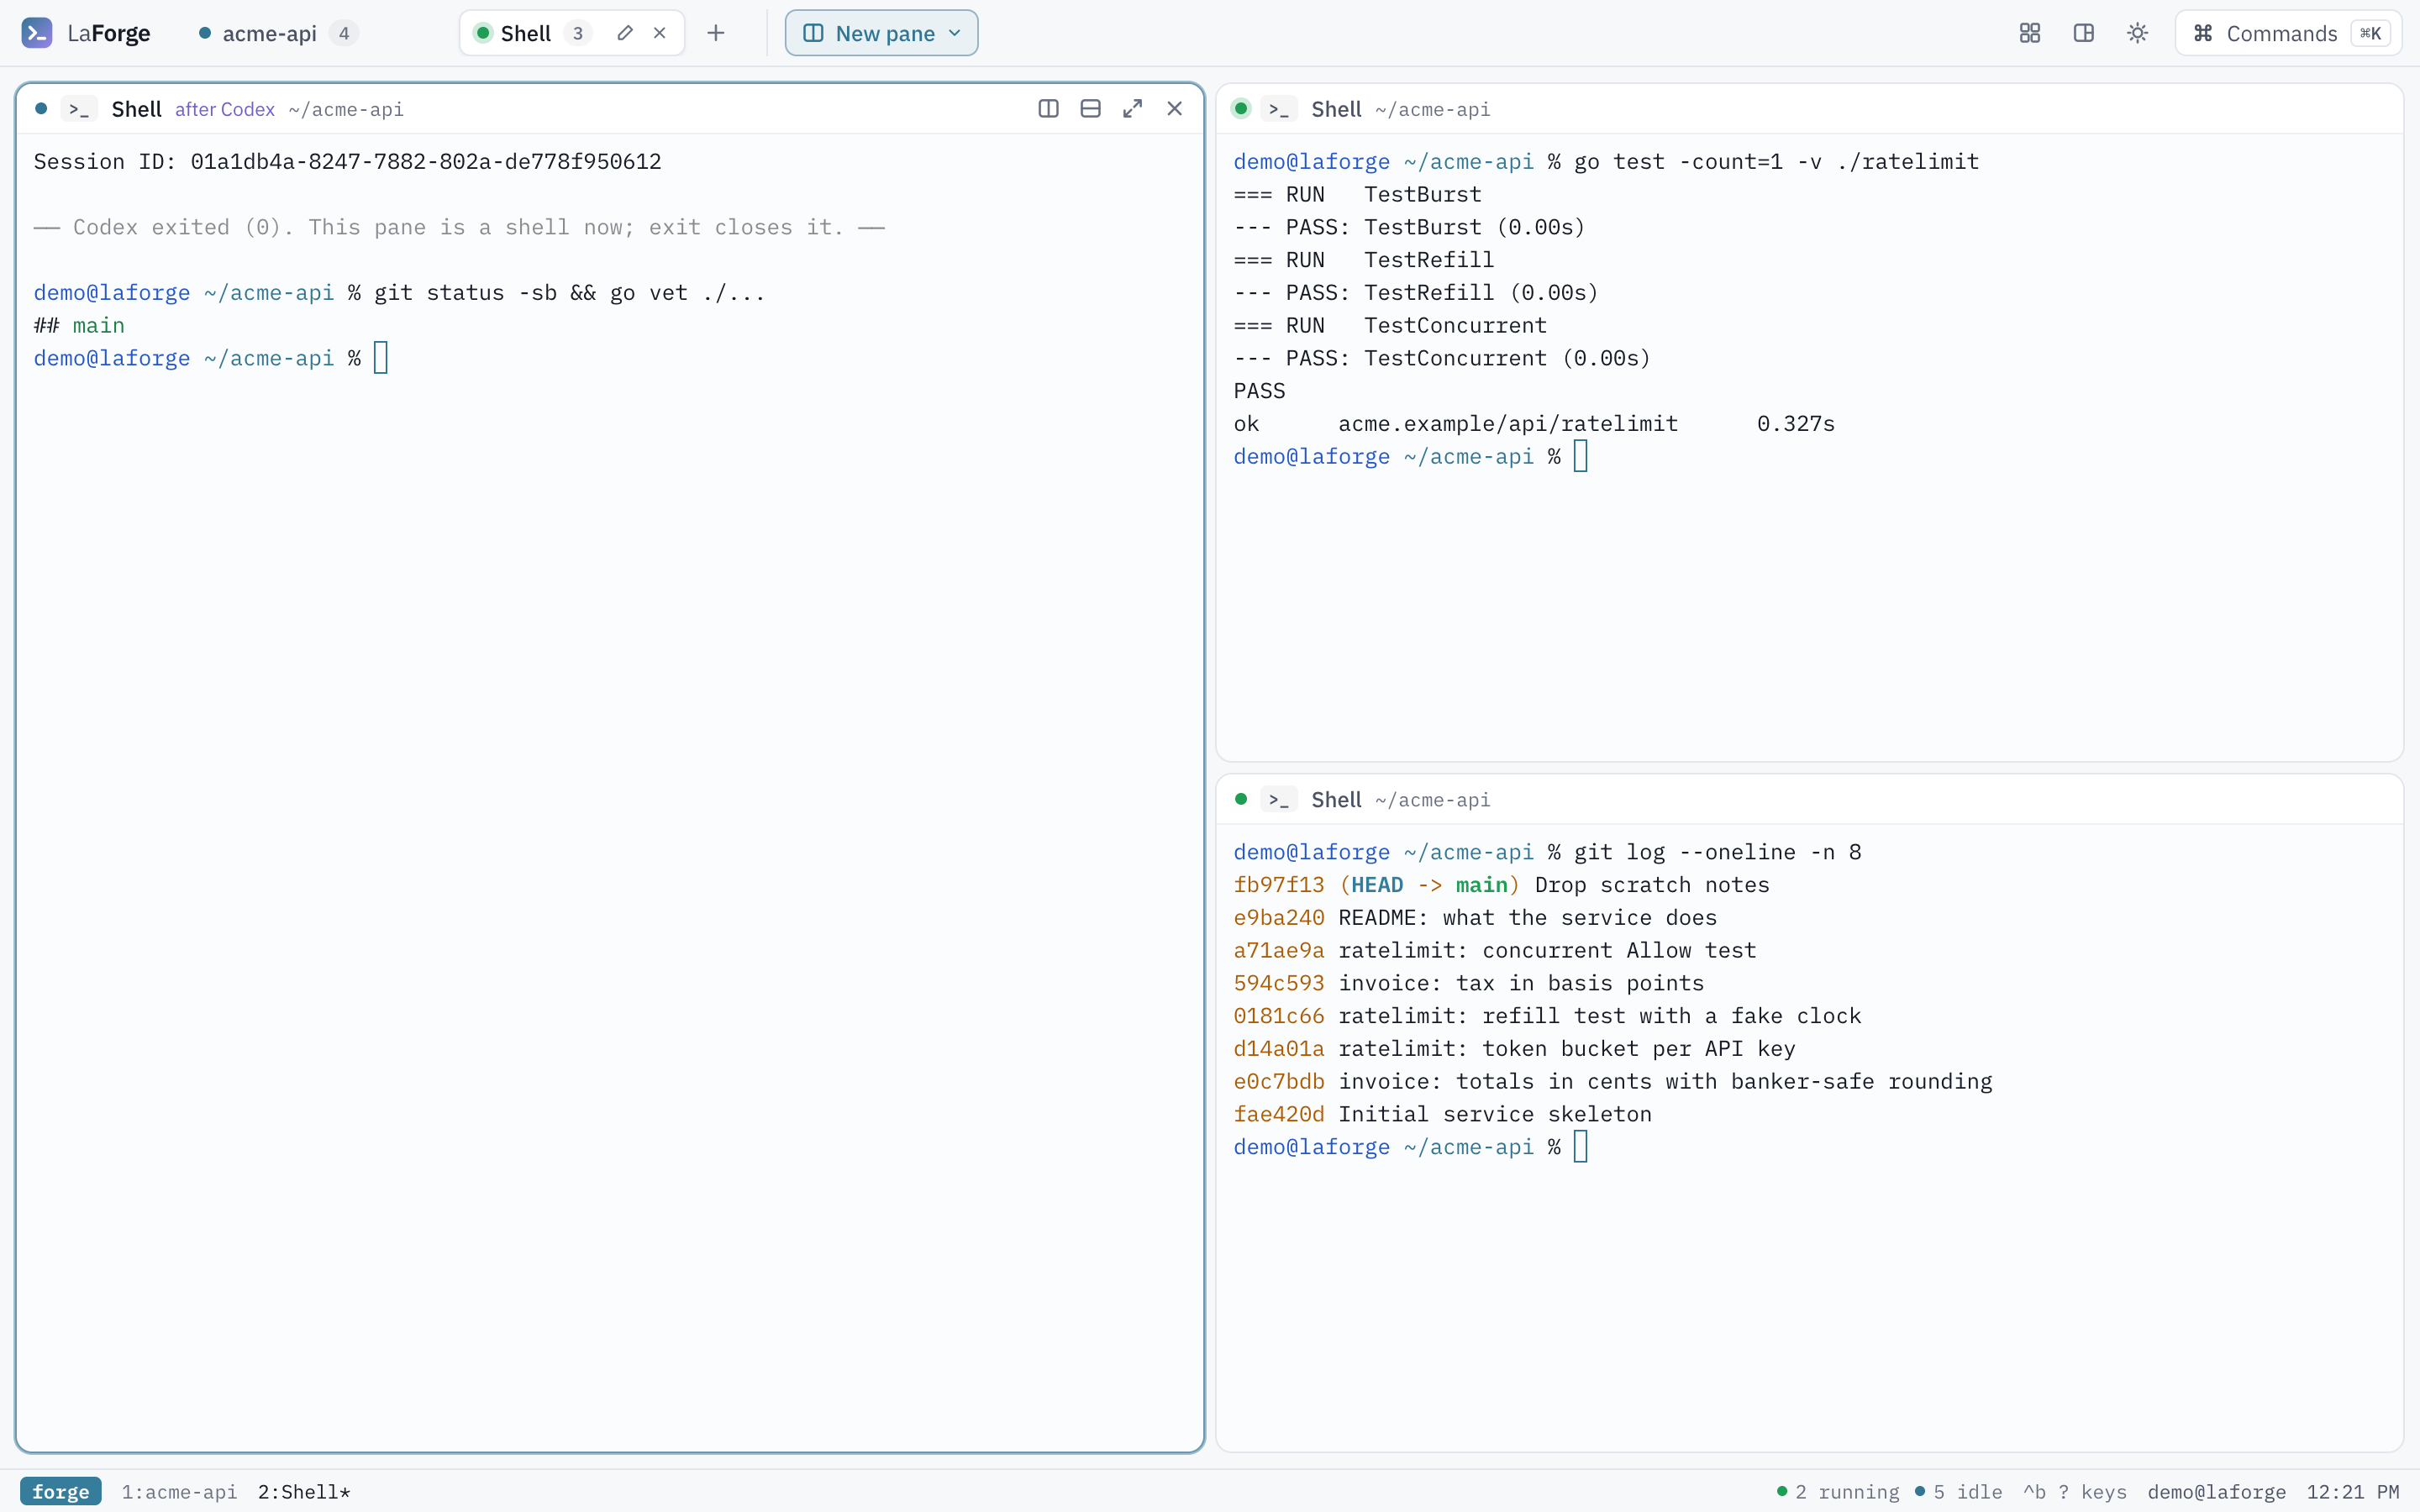 LaForge acme-api 4 Shell 3 New pane Commands ⌘K
>_ Shell after Codex ~/acme-api
Session ID: 01a1db4a-8247-7882-802a-de778f950612
—— Codex exited (0). This pane is a shell now; exit closes it. ——
demo@laforge ~/acme-api % git status -sb && go vet ./...
## main
demo@laforge ~/acme-api %
>_ Shell ~/acme-api
demo@laforge ~/acme-api % go test -count=1 -v ./ratelimit
=== RUN   TestBurst
--- PASS: TestBurst (0.00s)
=== RUN   TestRefill
--- PASS: TestRefill (0.00s)
=== RUN   TestConcurrent
--- PASS: TestConcurrent (0.00s)
PASS
ok      acme.example/api/ratelimit      0.327s
demo@laforge ~/acme-api %
>_ Shell ~/acme-api
demo@laforge ~/acme-api % git log --oneline -n 8
fb97f13 (HEAD -> main) Drop scratch notes
e9ba240 README: what the service does
a71ae9a ratelimit: concurrent Allow test
594c593 invoice: tax in basis points
0181c66 ratelimit: refill test with a fake clock
d14a01a ratelimit: token bucket per API key
e0c7bdb invoice: totals in cents with banker-safe rounding
fae420d Initial service skeleton
demo@laforge ~/acme-api %
forge 1:acme-api 2:Shell* 2 running 5 idle ^b ? keys demo@laforge 12:21 PM